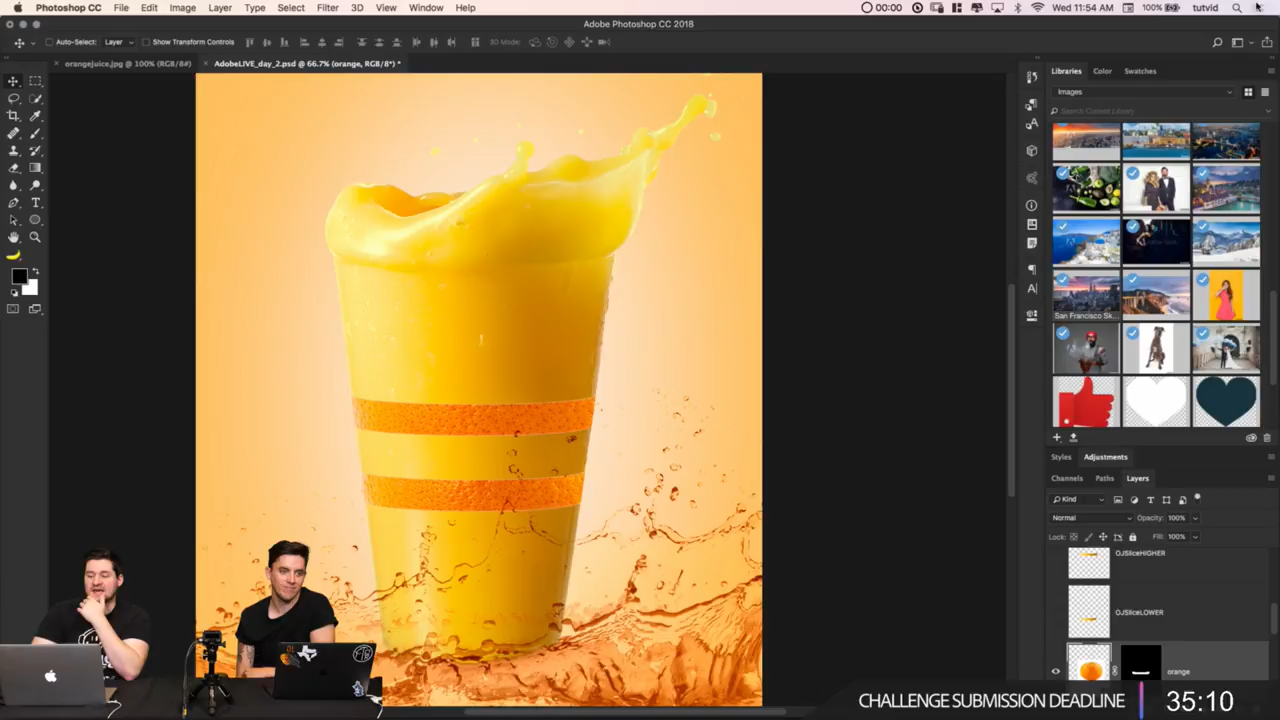 Photoshop CC File Edit Image Layer Type Select Filter 3D View Window Help 00:00 100% Wed 11:54 AM tutvid
Adobe Photoshop CC 2018
Auto-Select: Layer Show Transform Controls 3D Mode:
× orangejuice.jpg @ 100% (RGB/8#) × AdobeLIVE_day_2.psd @ 66.7% (orange, RGB/8*) *
Libraries Color Swatches
Images
Search Current Library
San Francisco Sk...
Styles Adjustments
Channels Paths Layers
Kind
Normal Opacity: 100%
Lock: Fill: 100%
OJSliceHIGHER
OJSliceLOWER
orange
CHALLENGE SUBMISSION DEADLINE 35:10